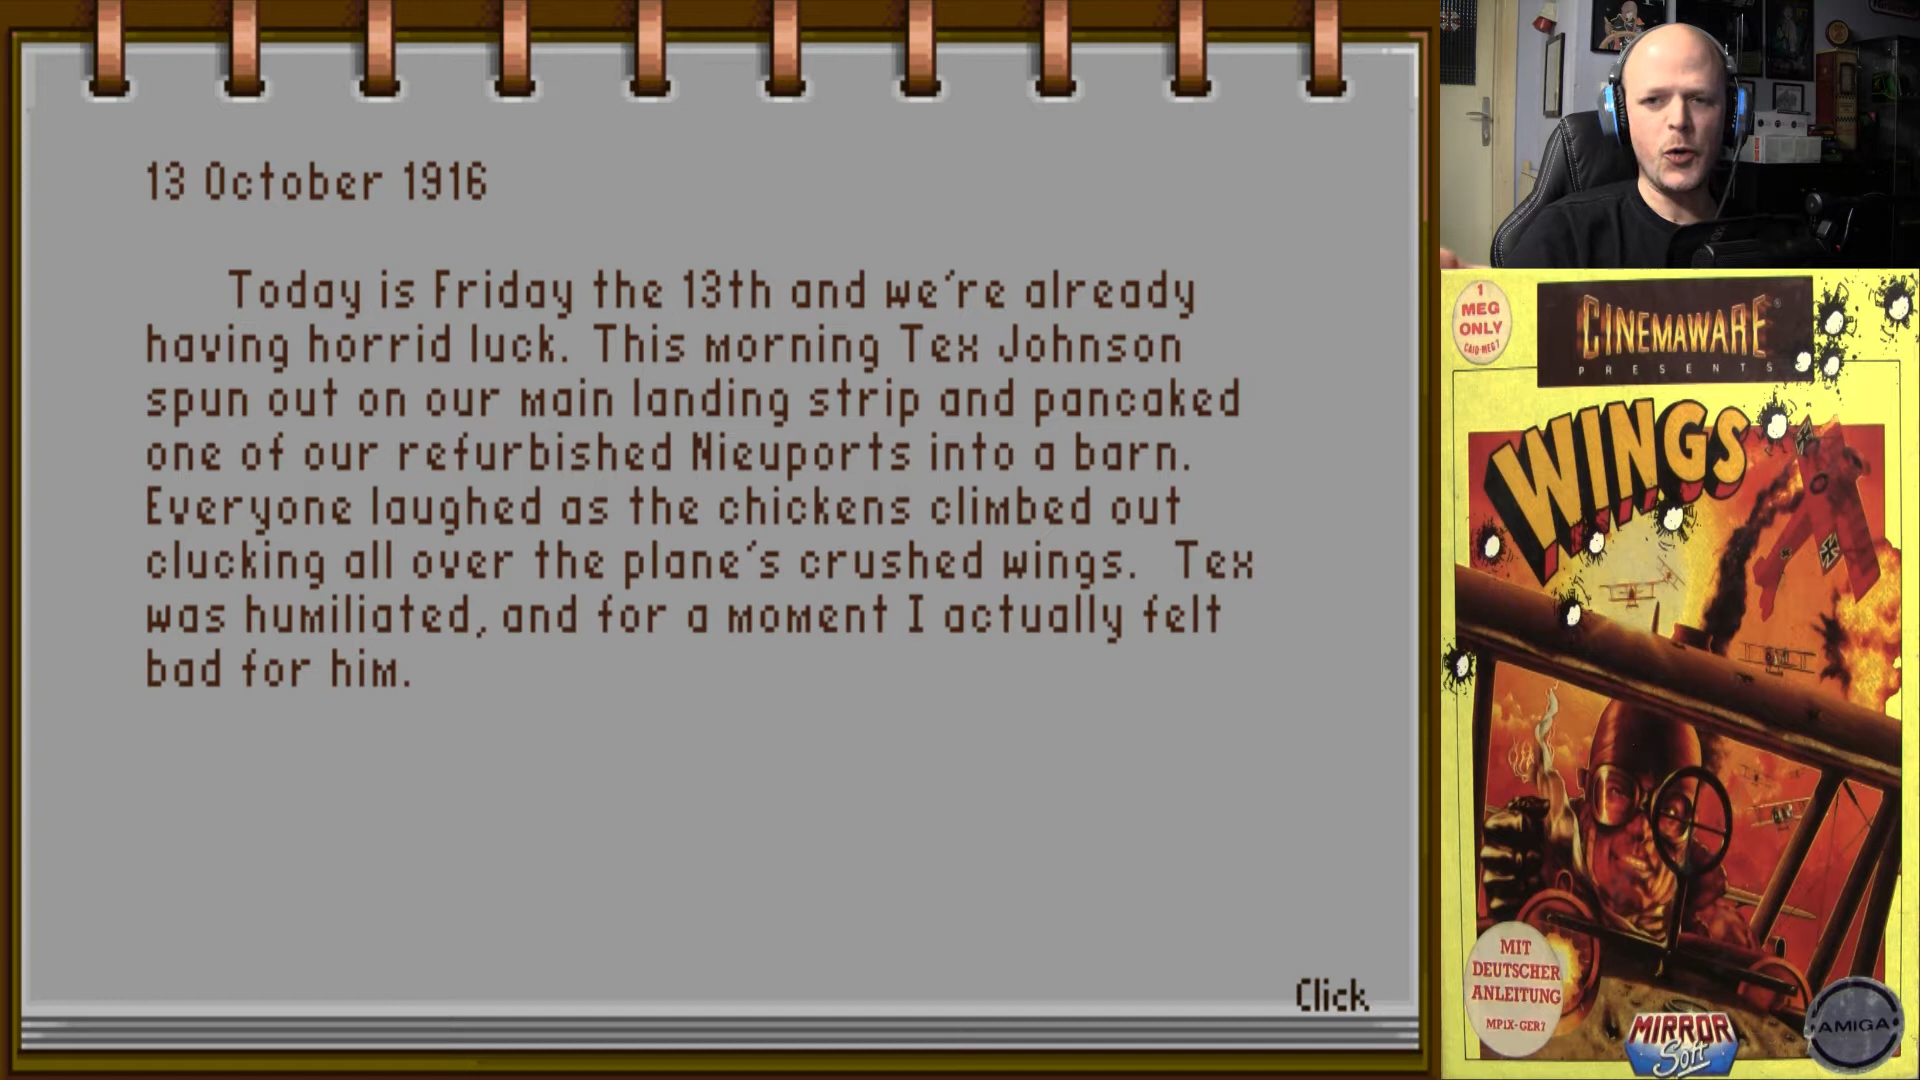 13 October 1916
Today is Friday the 13th and we're already
having horrid luck. This morning Tex Johnson
spun out on our main landing strip and pancaked
one of our refurbished Nieuports into a barn.
Everyone laughed as the chickens climbed out
clucking all over the plane's crushed wings. Tex
was humiliated, and for a moment I actually felt
bad for him.
Click
1
MEG
ONLY
CINEMAWARE
PRESENTS
WINGS
MIT
DEUTSCHER
ANLEITUNG
MPIX-GER7
MIRROR
Soft
AMIGA